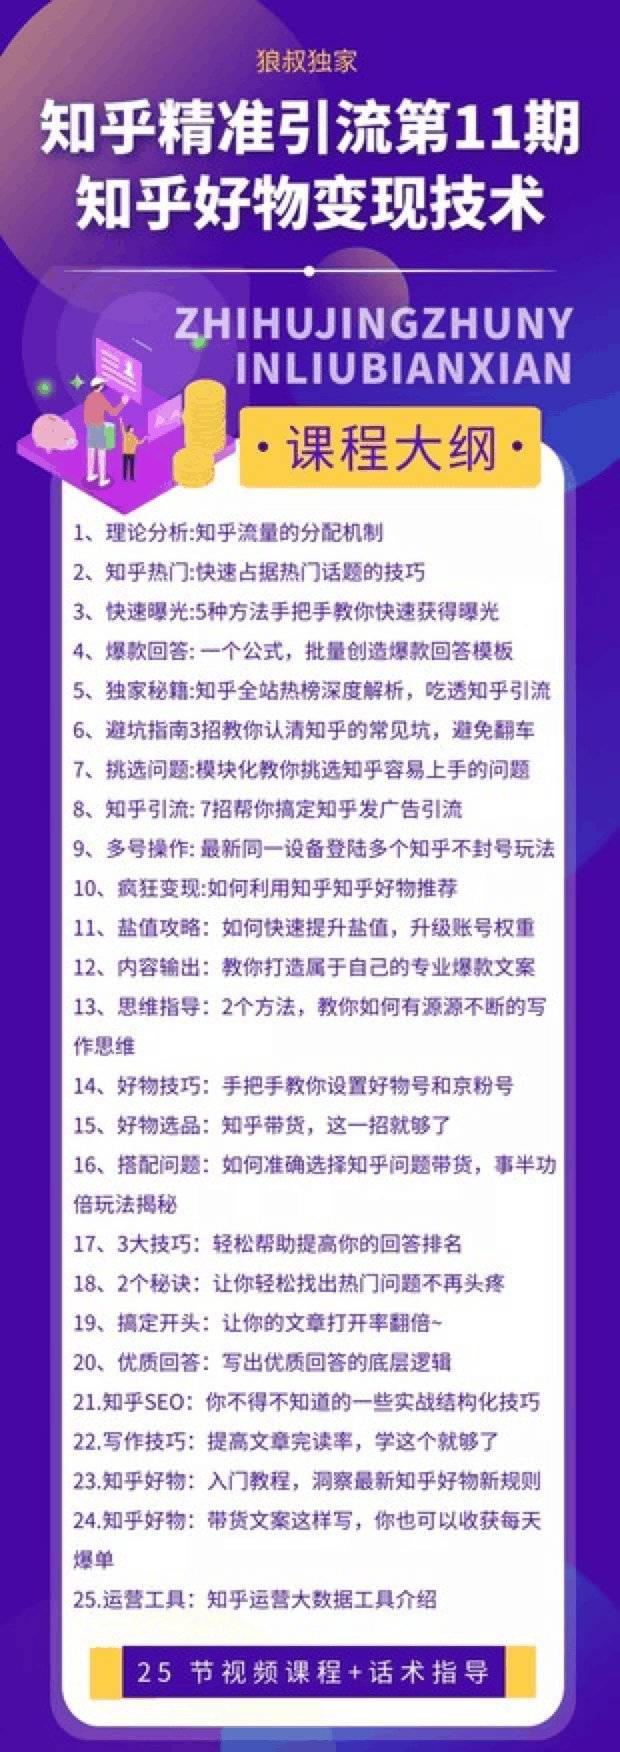 狼叔独家
知乎精准引流第11期
知乎好物变现技术
ZHIHUJINGZHUNY
INLIUBIANXIAN
·课程大纲·
1、理论分析:知乎流量的分配机制
2、知乎热门:快速占据热门话题的技巧
3、快速曝光:5种方法手把手教你快速获得曝光
4、爆款回答: 一个公式，批量创造爆款回答模板
5、独家秘籍:知乎全站热榜深度解析，吃透知乎引流
6、避坑指南3招教你认清知乎的常见坑，避免翻车
7、挑选问题:模块化教你挑选知乎容易上手的问题
8、知乎引流: 7招帮你搞定知乎发广告引流
9、多号操作: 最新同一设备登陆多个知乎不封号玩法
10、疯狂变现:如何利用知乎知乎好物推荐
11、盐值攻略：如何快速提升盐值，升级账号权重
12、内容输出：教你打造属于自己的专业爆款文案
13、思维指导：2个方法，教你如何有源源不断的写
作思维
14、好物技巧：手把手教你设置好物号和京粉号
15、好物选品：知乎带货，这一招就够了
16、搭配问题：如何准确选择知乎问题带货，事半功
倍玩法揭秘
17、3大技巧：轻松帮助提高你的回答排名
18、2个秘诀：让你轻松找出热门问题不再头疼
19、搞定开头：让你的文章打开率翻倍~
20、优质回答：写出优质回答的底层逻辑
21.知乎SEO：你不得不知道的一些实战结构化技巧
22.写作技巧：提高文章完读率，学这个就够了
23.知乎好物：入门教程，洞察最新知乎好物新规则
24.知乎好物：带货文案这样写，你也可以收获每天
爆单
25.运营工具：知乎运营大数据工具介绍
25 节视频课程+话术指导